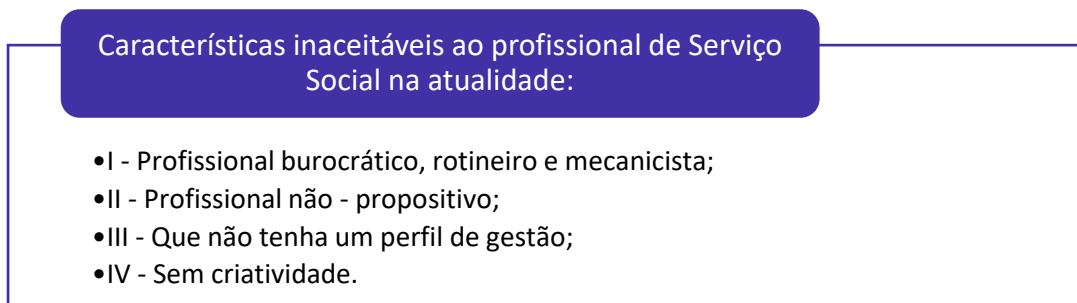 Características inaceitáveis ao profissional de Serviço
Social na atualidade:
•I - Profissional burocrático, rotineiro e mecanicista;
•II - Profissional não - propositivo;
•III - Que não tenha um perfil de gestão;
•IV - Sem criatividade.